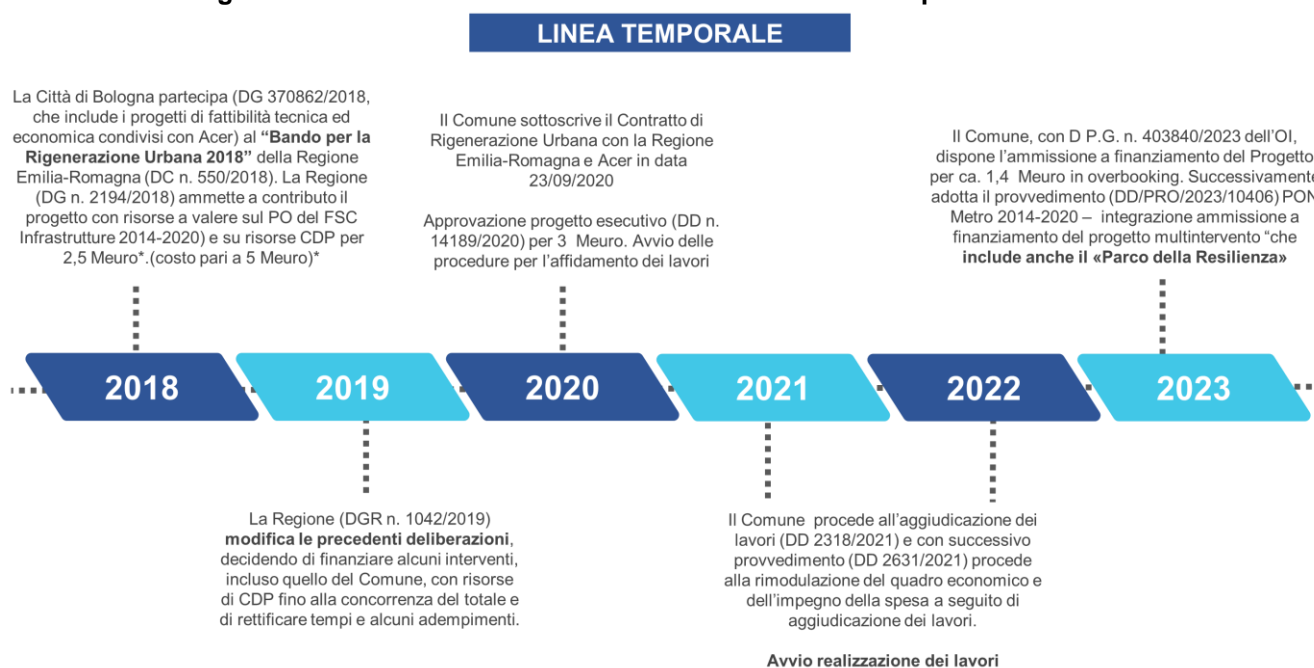 LINEA TEMPORALE
La Città di Bologna partecipa (DG 370862/2018,
che include i progetti di fattibilità tecnica ed
economica condivisi con Acer) al “Bando per la
Rigenerazione Urbana 2018” della Regione
Emilia-Romagna (DC n. 550/2018). La Regione
(DG n. 2194/2018) ammette a contributo il
progetto con risorse a valere sul PO del FSC
Infrastrutture 2014-2020) e su risorse CDP per
2,5 Meuro*.(costo pari a 5 Meuro)*
Il Comune sottoscrive il Contratto di
Rigenerazione Urbana con la Regione
Emilia-Romagna e Acer in data
23/09/2020
Approvazione progetto esecutivo (DD n.
14189/2020) per 3 Meuro. Avvio delle
procedure per l’affidamento dei lavori
Il Comune, con D P.G. n. 403840/2023 dell’OI,
dispone l’ammissione a finanziamento del Progetto
per ca. 1,4 Meuro in overbooking. Successivamente
adotta il provvedimento (DD/PRO/2023/10406) PON
Metro 2014-2020 – integrazione ammissione a
finanziamento del progetto multintervento “che
include anche il «Parco della Resilienza»
2018
2019
2020
2021
2022
2023
La Regione (DGR n. 1042/2019)
modifica le precedenti deliberazioni,
decidendo di finanziare alcuni interventi,
incluso quello del Comune, con risorse
di CDP fino alla concorrenza del totale e
di rettificare tempi e alcuni adempimenti.
Il Comune procede all’aggiudicazione dei
lavori (DD 2318/2021) e con successivo
provvedimento (DD 2631/2021) procede
alla rimodulazione del quadro economico e
dell’impegno della spesa a seguito di
aggiudicazione dei lavori.
Avvio realizzazione dei lavori